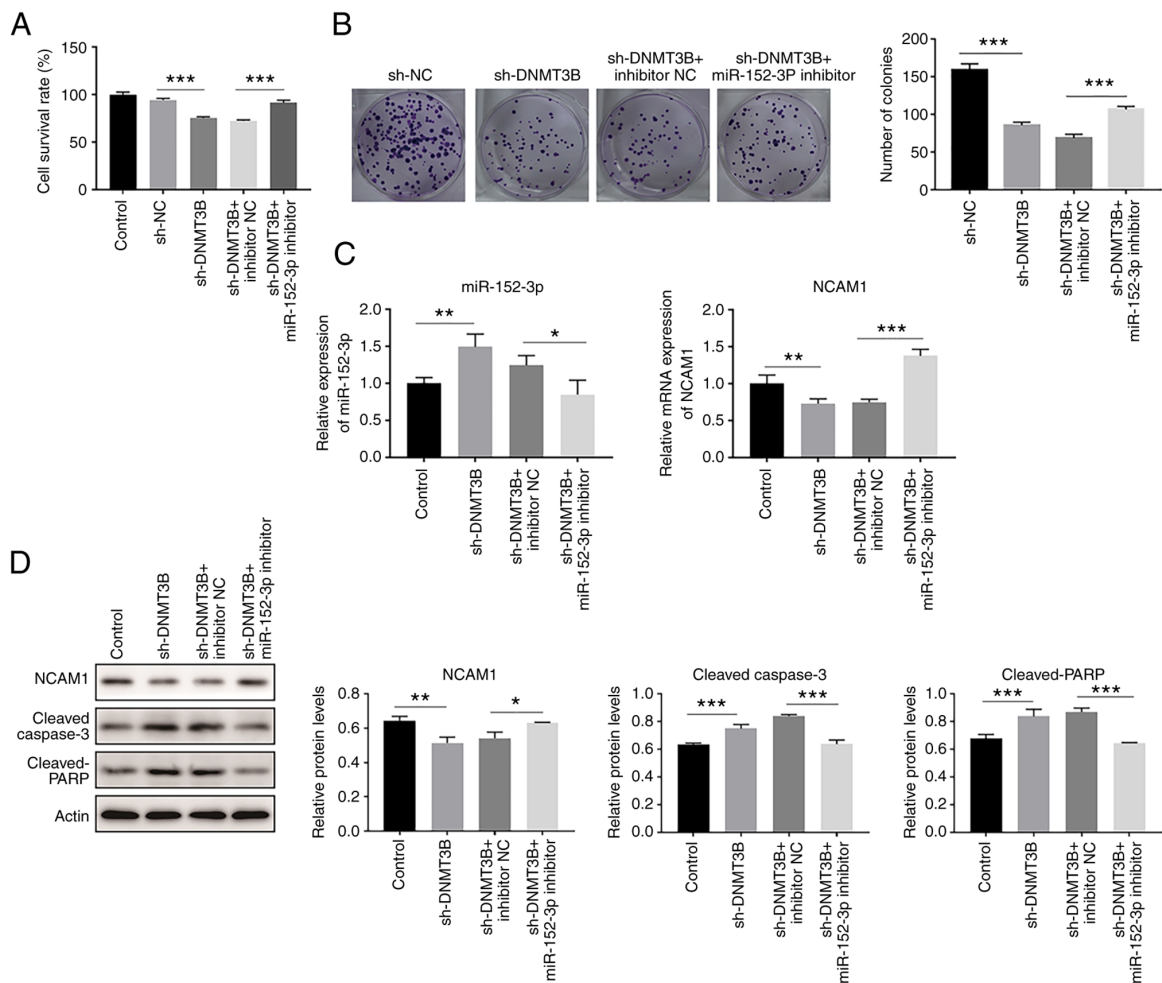 A
Cell survival rate (%)
150
100
50
0
***
***
Control
sh-NC
sh-DNMT3B
sh-DNMT3B+
inhibitor NC
sh-DNMT3B+
miR-152-3p inhibitor
B
sh-NC
sh-DNMT3B
sh-DNMT3B+
inhibitor NC
sh-DNMT3B+
miR-152-3P inhibitor
Number of colonies
200
150
100
50
0
***
***
sh-NC
sh-DNMT3B
sh-DNMT3B+
inhibitor NC
sh-DNMT3B+
miR-152-3p inhibitor
C
miR-152-3p
Relative expression
of miR-152-3p
2.0
1.5
1.0
0.5
0.0
**
*
Control
sh-DNMT3B
sh-DNMT3B+
inhibitor NC
sh-DNMT3B+
miR-152-3p inhibitor
NCAM1
Relative mRNA expression
of NCAM1
2.0
1.5
1.0
0.5
0.0
**
***
Control
sh-DNMT3B
sh-DNMT3B+
inhibitor NC
sh-DNMT3B+
miR-152-3p inhibitor
D
Control
sh-DNMT3B
sh-DNMT3B+
inhibitor NC
sh-DNMT3B+
miR-152-3p inhibitor
NCAM1
Cleaved
caspase-3
Cleaved-
PARP
Actin
NCAM1
Relative protein levels
0.8
0.6
0.4
0.2
0.0
**
*
Control
sh-DNMT3B
sh-DNMT3B+
inhibitor NC
sh-DNMT3B+
miR-152-3p inhibitor
Cleaved caspase-3
Relative protein levels
1.0
0.8
0.6
0.4
0.2
0.0
***
***
Control
sh-DNMT3B
sh-DNMT3B+
inhibitor NC
sh-DNMT3B+
miR-152-3p inhibitor
Cleaved-PARP
Relative protein levels
1.0
0.8
0.6
0.4
0.2
0.0
***
***
Control
sh-DNMT3B
sh-DNMT3B+
inhibitor NC
sh-DNMT3B+
miR-152-3p inhibitor